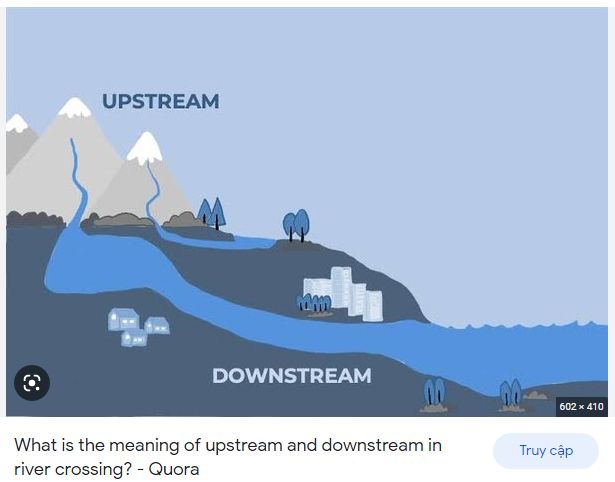 UPSTREAM
DOWNSTREAM
602 × 410
What is the meaning of upstream and downstream in
river crossing? - Quora
Truy cập